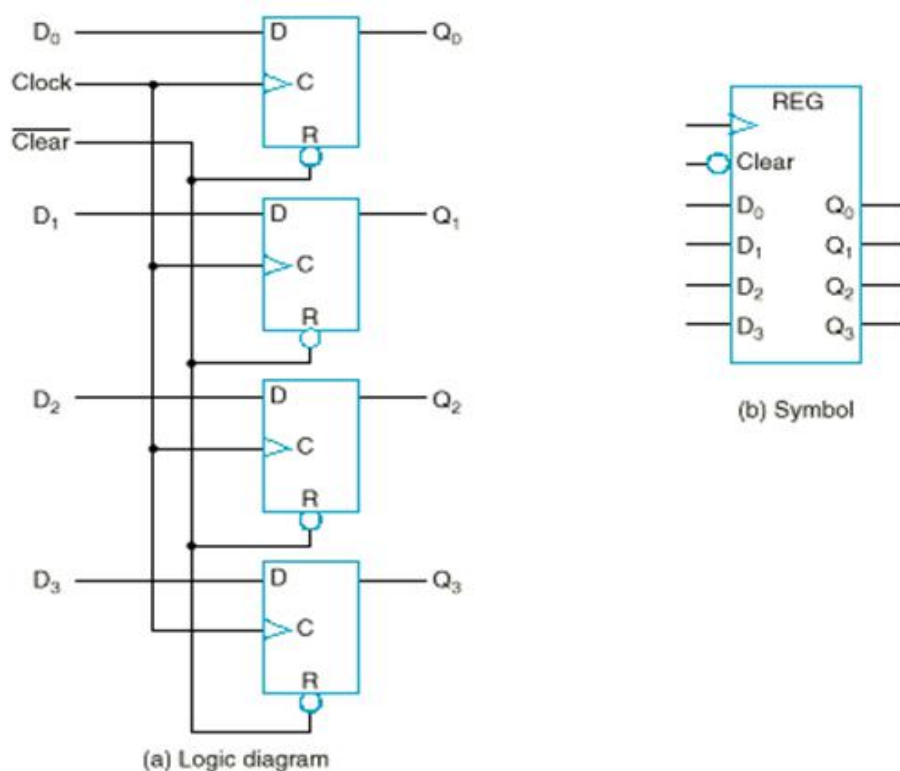 D₀ D Q₀
Clock C
C̅l̅e̅a̅r̅ R
D₁ D Q₁
C
R
D₂ D Q₂
C
R
D₃ D Q₃
C
R
(a) Logic diagram
REG
Clear
D₀ Q₀
D₁ Q₁
D₂ Q₂
D₃ Q₃
(b) Symbol